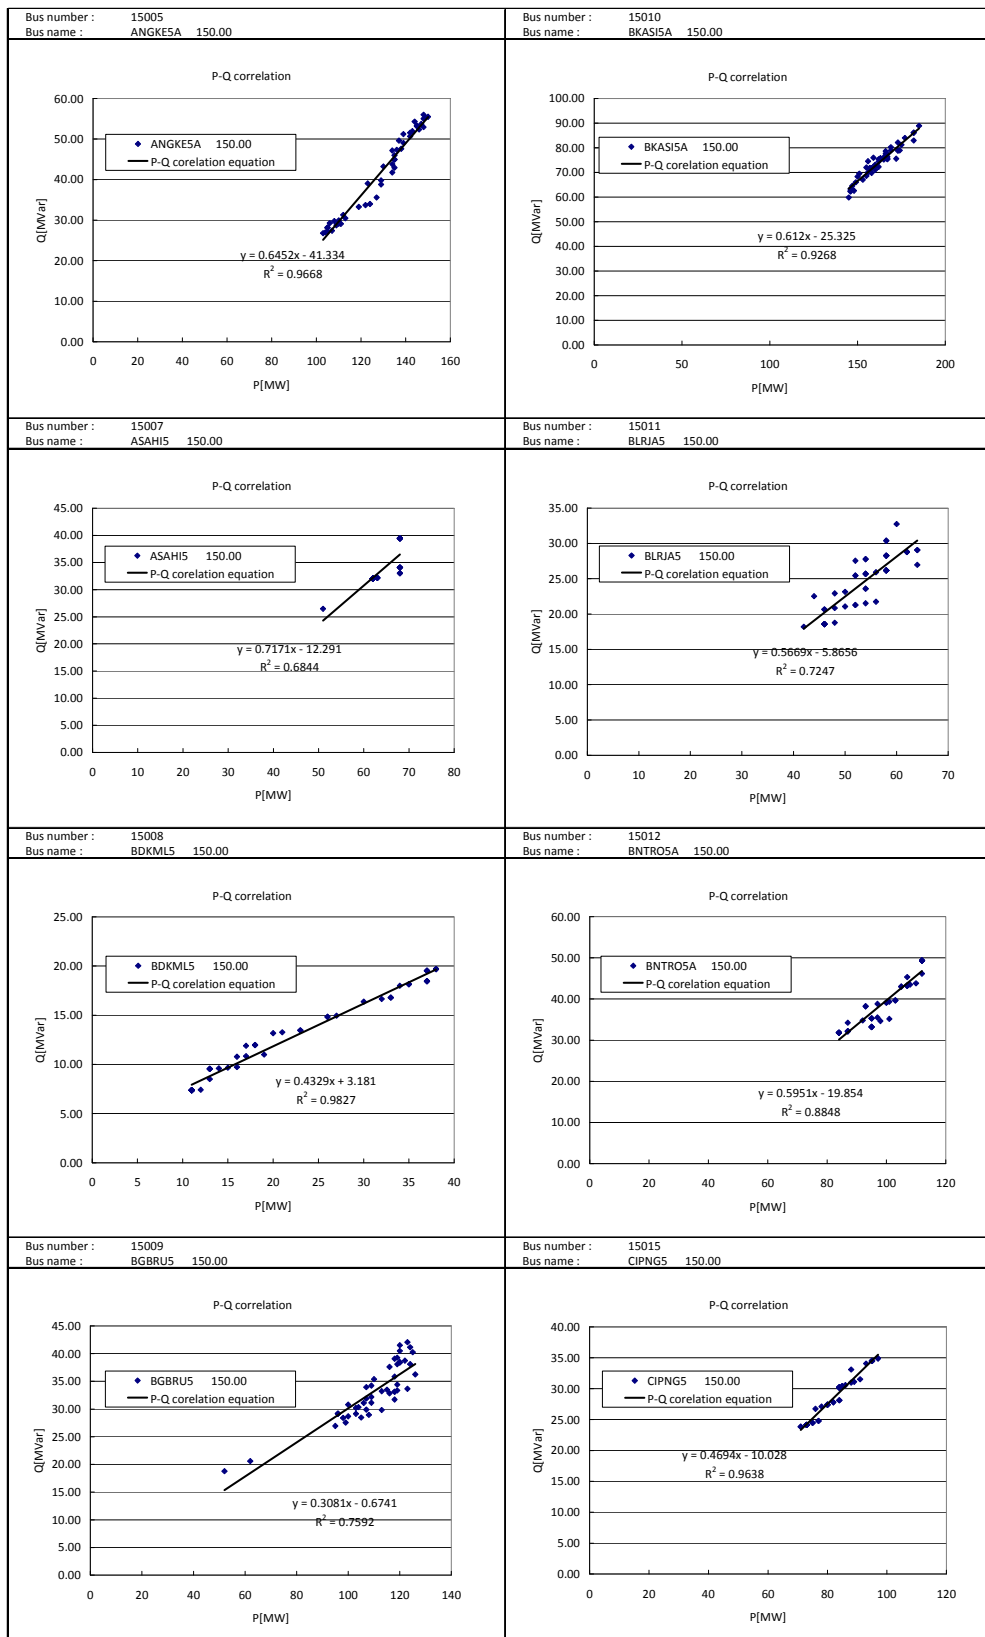 Bus number : 15005
Bus name : ANGKE5A 150.00
P-Q correlation
60.00
50.00
40.00
30.00
20.00
10.00
0.00
Q[MVar]
ANGKE5A 150.00
P-Q corelation equation
y = 0.6452x - 41.334
R² = 0.9668
0 20 40 60 80 100 120 140 160
P[MW]
Bus number : 15010
Bus name : BKASI5A 150.00
P-Q correlation
100.00
90.00
80.00
70.00
60.00
50.00
40.00
30.00
20.00
10.00
0.00
Q[MVar]
BKASI5A 150.00
P-Q corelation equation
y = 0.612x - 25.325
R² = 0.9268
0 50 100 150 200
P[MW]
Bus number : 15007
Bus name : ASAHI5 150.00
P-Q correlation
45.00
40.00
35.00
30.00
25.00
20.00
15.00
10.00
5.00
0.00
Q[MVar]
ASAHI5 150.00
P-Q corelation equation
y = 0.7171x - 12.291
R² = 0.6844
0 10 20 30 40 50 60 70 80
P[MW]
Bus number : 15011
Bus name : BLRJA5 150.00
P-Q correlation
35.00
30.00
25.00
20.00
15.00
10.00
5.00
0.00
Q[MVar]
BLRJA5 150.00
P-Q corelation equation
y = 0.5669x - 5.8656
R² = 0.7247
0 10 20 30 40 50 60 70
P[MW]
Bus number : 15008
Bus name : BDKML5 150.00
P-Q correlation
25.00
20.00
15.00
10.00
5.00
0.00
Q[MVar]
BDKML5 150.00
P-Q corelation equation
y = 0.4329x + 3.181
R² = 0.9827
0 5 10 15 20 25 30 35 40
P[MW]
Bus number : 15012
Bus name : BNTRO5A 150.00
P-Q correlation
60.00
50.00
40.00
30.00
20.00
10.00
0.00
Q[MVar]
BNTRO5A 150.00
P-Q corelation equation
y = 0.5951x - 19.854
R² = 0.8848
0 20 40 60 80 100 120
P[MW]
Bus number : 15009
Bus name : BGBRU5 150.00
P-Q correlation
45.00
40.00
35.00
30.00
25.00
20.00
15.00
10.00
5.00
0.00
Q[MVar]
BGBRU5 150.00
P-Q corelation equation
y = 0.3081x - 0.6741
R² = 0.7592
0 20 40 60 80 100 120 140
P[MW]
Bus number : 15015
Bus name : CIPNG5 150.00
P-Q correlation
40.00
35.00
30.00
25.00
20.00
15.00
10.00
5.00
0.00
Q[MVar]
CIPNG5 150.00
P-Q corelation equation
y = 0.4694x - 10.028
R² = 0.9638
0 20 40 60 80 100 120
P[MW]